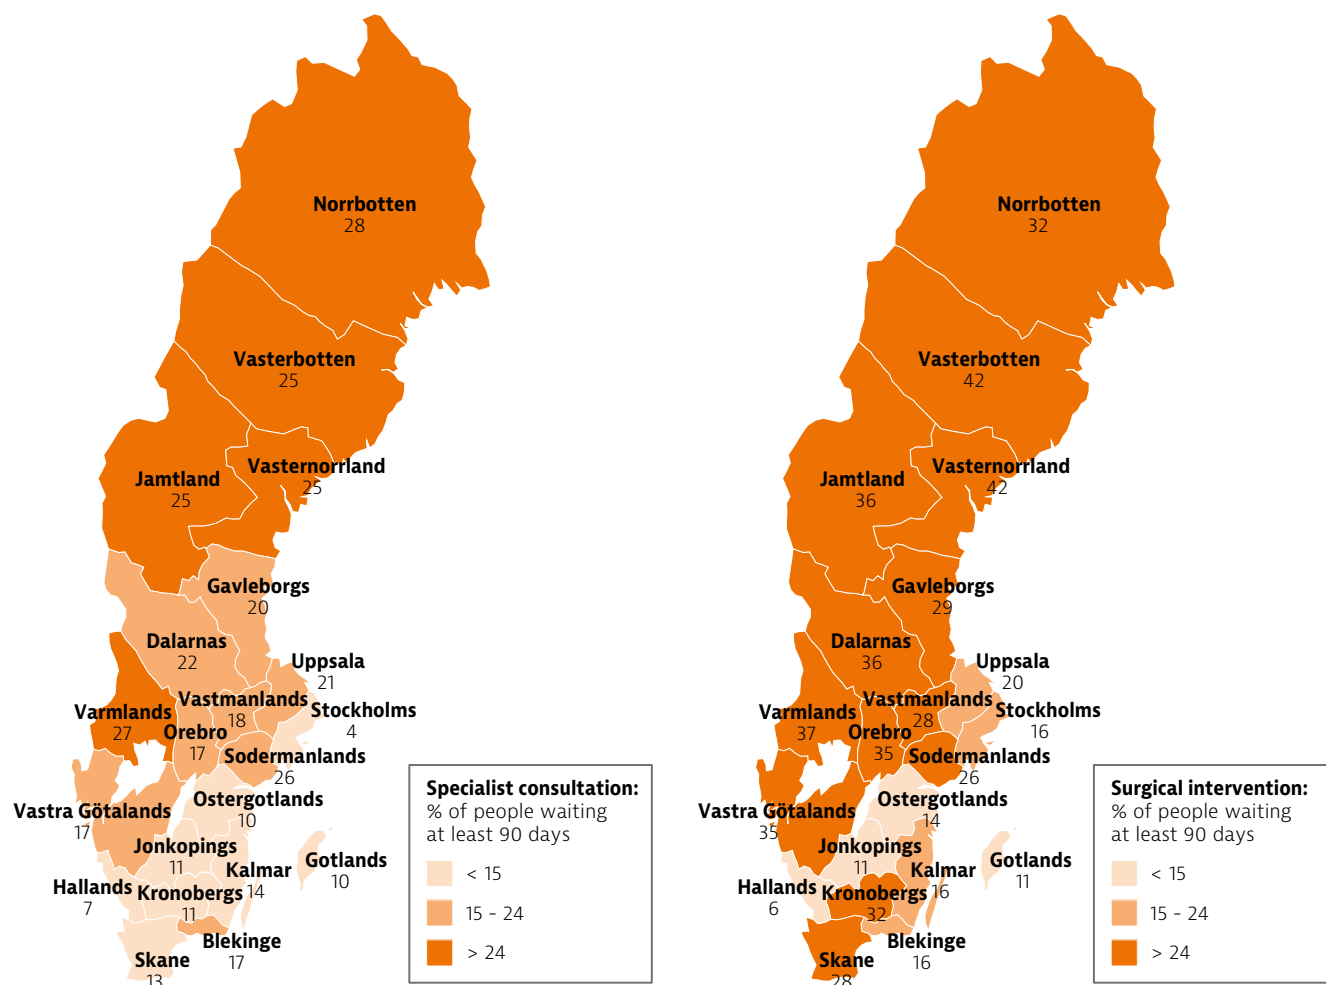 Norrbotten
28
Vasterbotten
25
Vasternorrland
25
Jamtland
25
Gavleborgs
20
Dalarnas
22
Uppsala
21
Vastmanlands
18
Stockholms
4
Varmlands
27
Orebro
17
Sodermanlands
26
Ostergotlands
10
Vastra Götalands
17
Jonkopings
11
Gotlands
10
Kalmar
14
Hallands
7
Kronobergs
11
Blekinge
17
Skane
13
Specialist consultation:
% of people waiting
at least 90 days
< 15
15 - 24
> 24
Norrbotten
32
Vasterbotten
42
Vasternorrland
42
Jamtland
36
Gavleborgs
29
Dalarnas
36
Uppsala
20
Vastmanlands
28
Stockholms
16
Varmlands
37
Orebro
35
Sodermanlands
26
Ostergotlands
14
Vastra Götalands
35
Jonkopings
11
Gotlands
11
Kalmar
16
Hallands
6
Kronobergs
32
Blekinge
16
Skane
28
Surgical intervention:
% of people waiting
at least 90 days
< 15
15 - 24
> 24